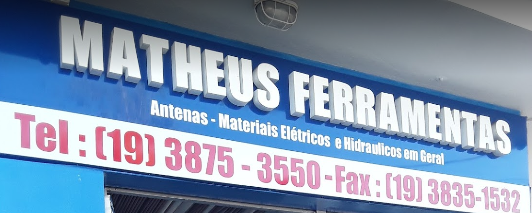 MATHEUS FERRAMENTAS
Antenas - Materiais Elétricos e Hidraulicos em Geral
Tel : (19) 3875 - 3550 - Fax : (19) 3835-1532